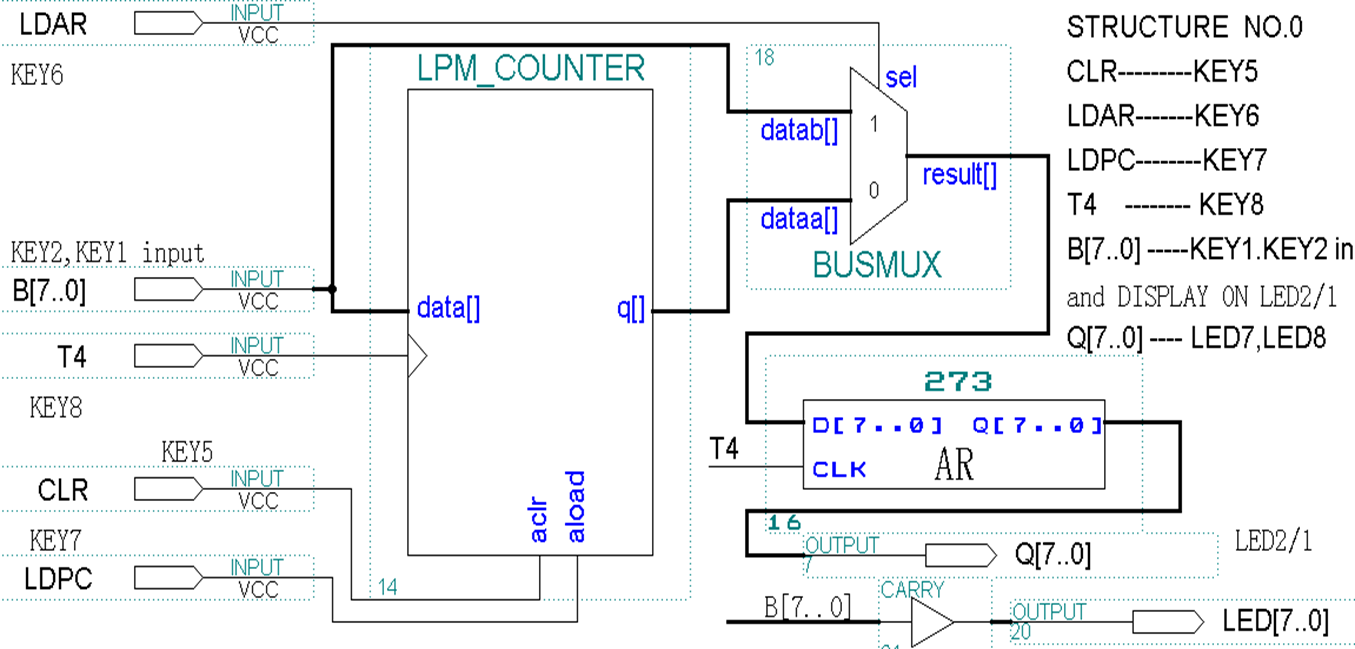 LDAR
INPUT
VCC
KEY6
LPM_COUNTER
18
sel
datab[]
1
result[]
0
dataa[]
BUSMUX
KEY2,KEY1 input
B[7..0]
INPUT
VCC
data[]
q[]
T4
INPUT
VCC
KEY8
KEY5
CLR
INPUT
VCC
aclr
aload
KEY7
LDPC
INPUT
VCC
14
STRUCTURE NO.0
CLR---------KEY5
LDAR-------KEY6
LDPC--------KEY7
T4 -------- KEY8
B[7..0] -----KEY1.KEY2 in
and DISPLAY ON LED2/1
Q[7..0] ---- LED7,LED8
273
D[7..0] Q[7..0]
T4
CLK
AR
16
OUTPUT
7
Q[7..0]
LED2/1
B[7..0]
CARRY
OUTPUT
20
LED[7..0]